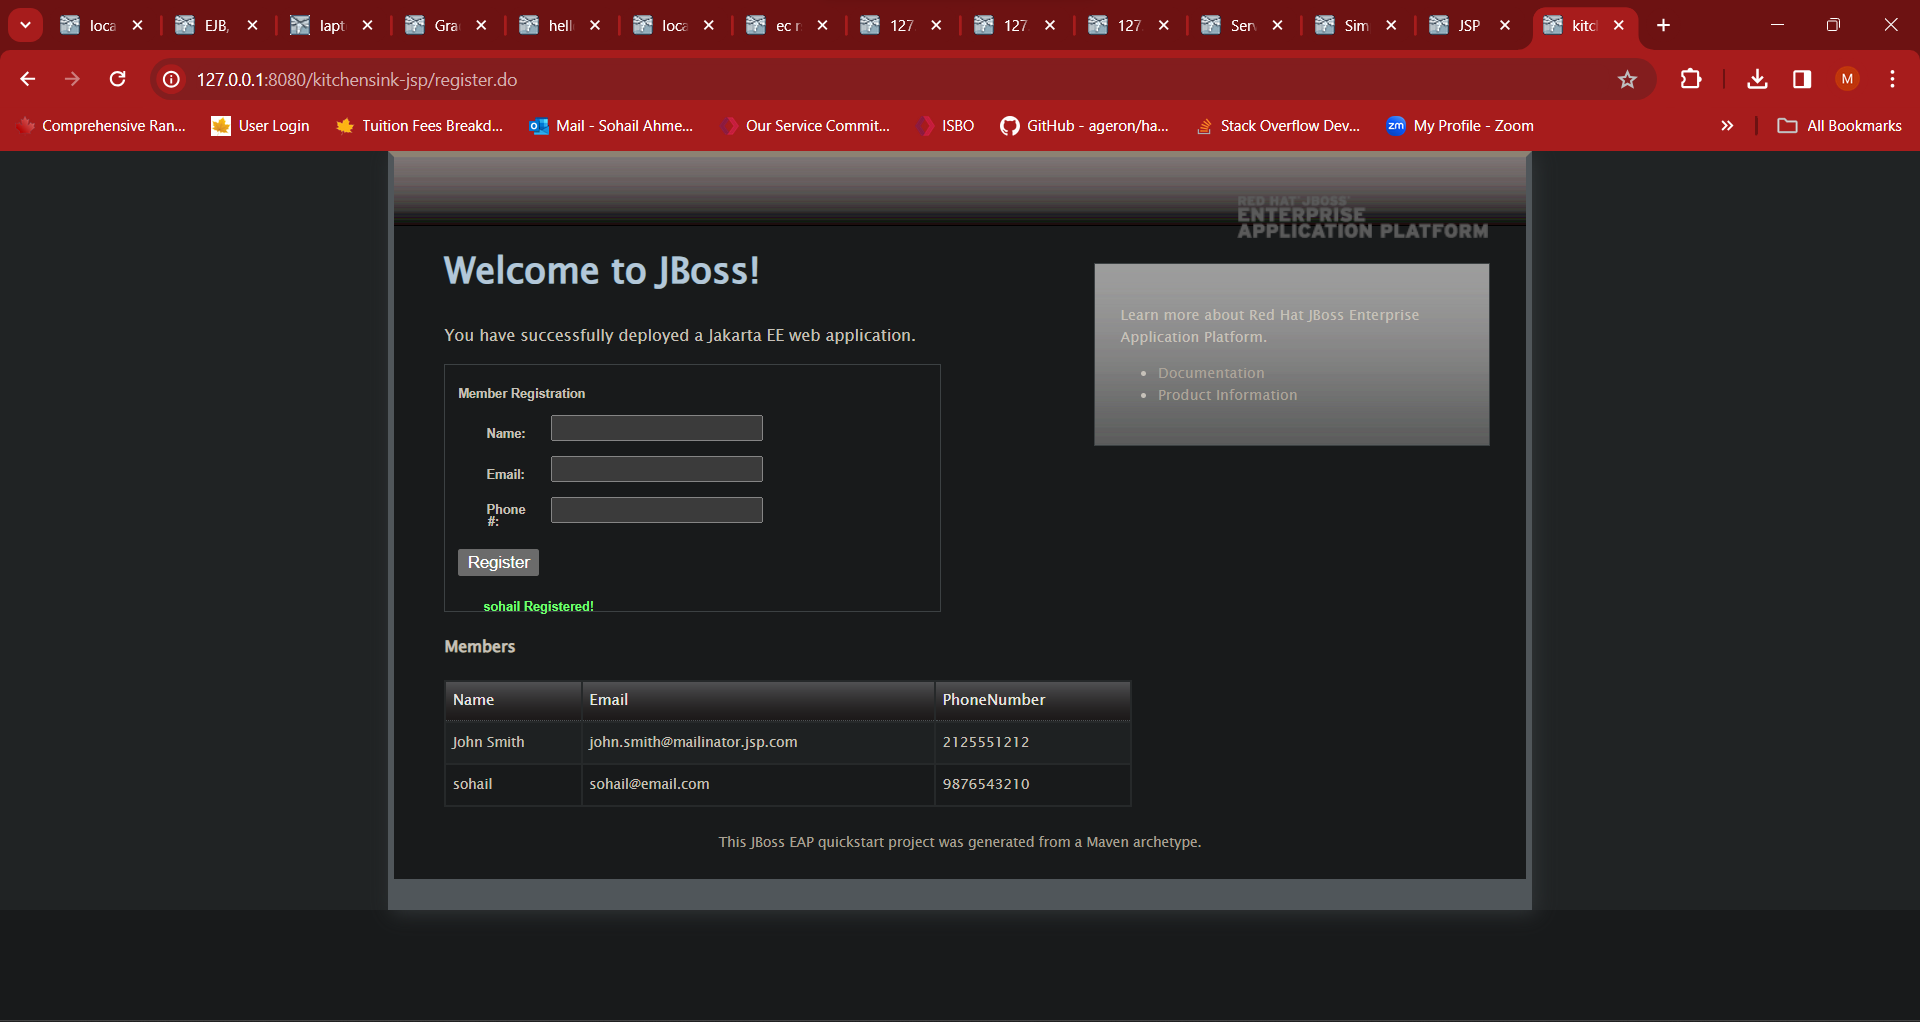 loca
EJB,
lapt
Gra
hell
loca
ec r
127.
127.
127.
Serv
Sim
JSP
kitc
127.0.0.1:8080/kitchensink-jsp/register.do
M
Comprehensive Ran...
User Login
Tuition Fees Breakd...
Mail - Sohail Ahme...
Our Service Commit...
ISBO
GitHub - ageron/ha...
Stack Overflow Dev...
zm
My Profile - Zoom
»
All Bookmarks
RED HAT JBOSS
ENTERPRISE
APPLICATION PLATFORM
Welcome to JBoss!
You have successfully deployed a Jakarta EE web application.
Learn more about Red Hat JBoss Enterprise
Application Platform.
• Documentation
• Product Information
Member Registration
Name:
Email:
Phone
#:
Register
sohail Registered!
Members
Name Email PhoneNumber
John Smith john.smith@mailinator.jsp.com 2125551212
sohail sohail@email.com 9876543210
This JBoss EAP quickstart project was generated from a Maven archetype.